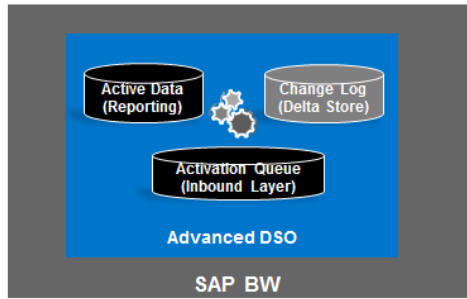 Active Data
(Reporting)
Change Log
(Delta Store)
Activation Queue
(Inbound Layer)
Advanced DSO
SAP BW